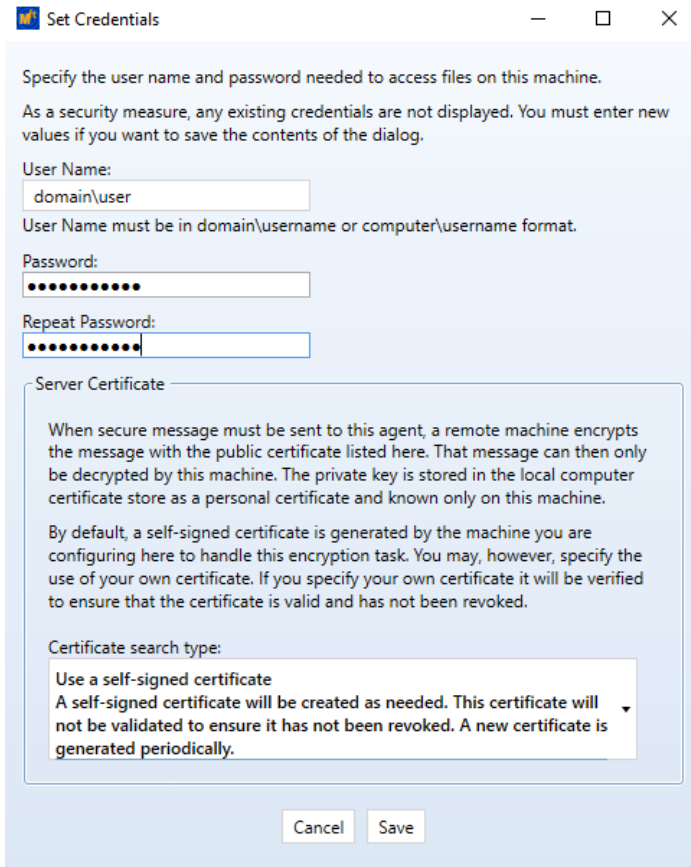 Mft Set Credentials
Specify the user name and password needed to access files on this machine.
As a security measure, any existing credentials are not displayed. You must enter new
values if you want to save the contents of the dialog.
User Name:
domain\user
User Name must be in domain\username or computer\username format.
Password:
●●●●●●●●●●●
Repeat Password:
●●●●●●●●●●●
Server Certificate
When secure message must be sent to this agent, a remote machine encrypts
the message with the public certificate listed here. That message can then only
be decrypted by this machine. The private key is stored in the local computer
certificate store as a personal certificate and known only on this machine.
By default, a self-signed certificate is generated by the machine you are
configuring here to handle this encryption task. You may, however, specify the
use of your own certificate. If you specify your own certificate it will be verified
to ensure that the certificate is valid and has not been revoked.
Certificate search type:
Use a self-signed certificate
A self-signed certificate will be created as needed. This certificate will
not be validated to ensure it has not been revoked. A new certificate is
generated periodically.
Cancel Save